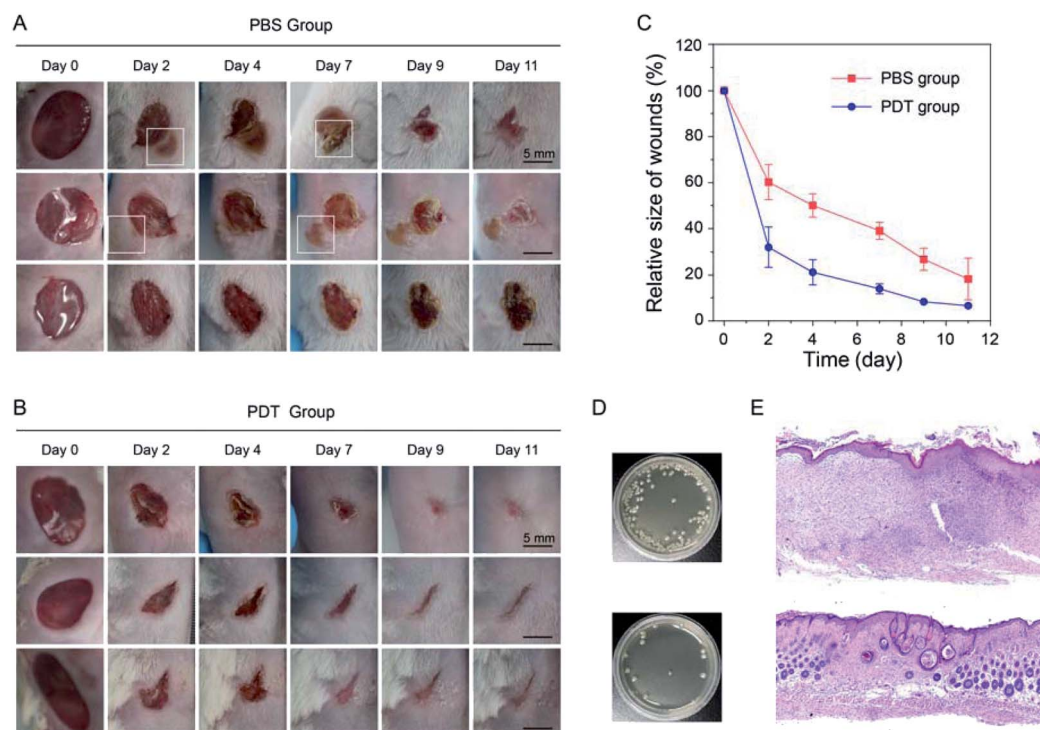 A
PBS Group
Day 0 Day 2 Day 4 Day 7 Day 9 Day 11
5 mm
B
PDT Group
Day 0 Day 2 Day 4 Day 7 Day 9 Day 11
5 mm
C
Relative size of wounds (%)
120
100
80
60
40
20
0
PBS group
PDT group
0 2 4 6 8 10 12
Time (day)
D
E